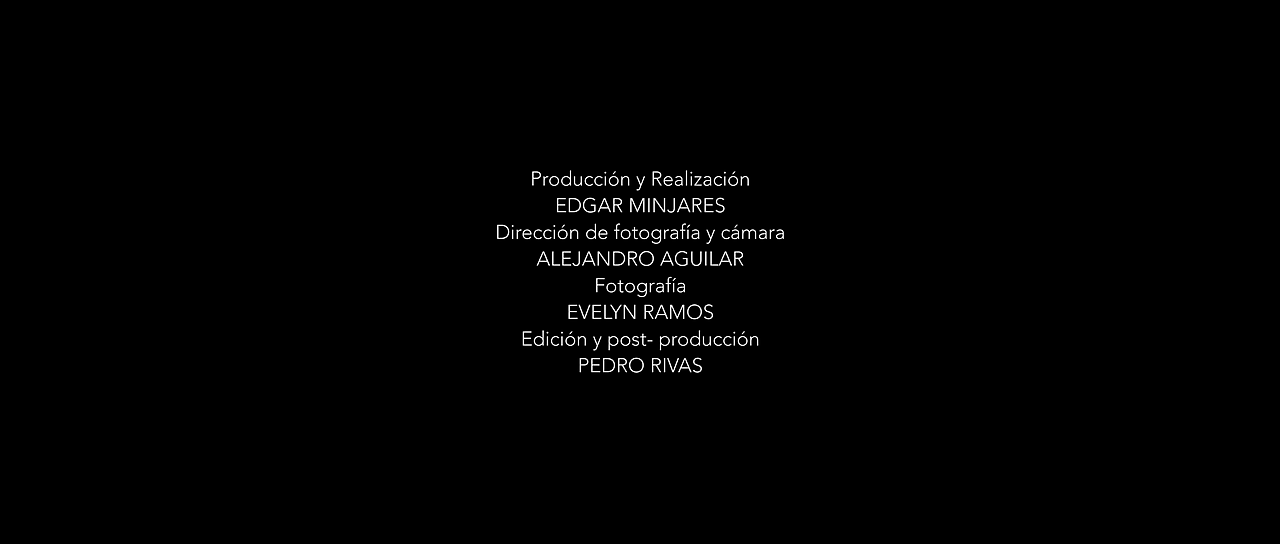 Producción y Realización
EDGAR MINJARES
Dirección de fotografía y cámara
ALEJANDRO AGUILAR
Fotografía
EVELYN RAMOS
Edición y post- producción
PEDRO RIVAS